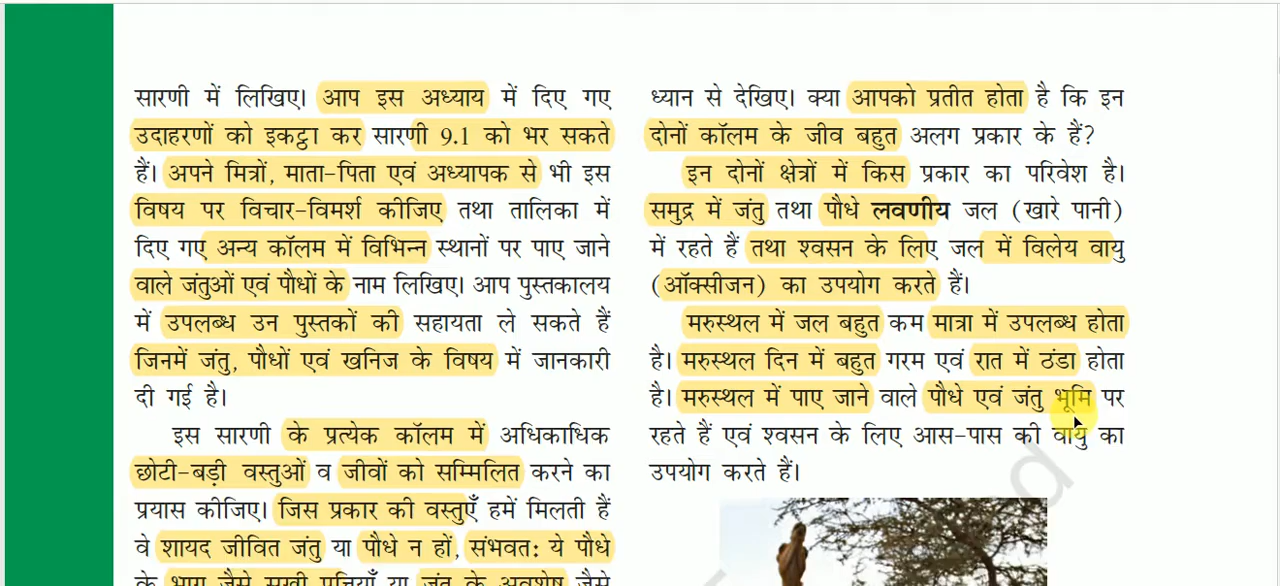 सारणी में लिखिए। आप इस अध्याय में दिए गए
उदाहरणों को इकट्ठा कर सारणी 9.1 को भर सकते
हैं। अपने मित्रों, माता-पिता एवं अध्यापक से भी इस
विषय पर विचार-विमर्श कीजिए तथा तालिका में
दिए गए अन्य कॉलम में विभिन्न स्थानों पर पाए जाने
वाले जंतुओं एवं पौधों के नाम लिखिए। आप पुस्तकालय
में उपलब्ध उन पुस्तकों की सहायता ले सकते हैं
जिनमें जंतु, पौधों एवं खनिज के विषय में जानकारी
दी गई है।
इस सारणी के प्रत्येक कॉलम में अधिकाधिक
छोटी-बड़ी वस्तुओं व जीवों को सम्मिलित करने का
प्रयास कीजिए। जिस प्रकार की वस्तुएँ हमें मिलती हैं
वे शायद जीवित जंतु या पौधे न हों, संभवत: ये पौधे
के भाग जैसे सूखी पत्तियाँ या जंतु के अवशेष जैसे
ध्यान से देखिए। क्या आपको प्रतीत होता है कि इन
दोनों कॉलम के जीव बहुत अलग प्रकार के हैं?
इन दोनों क्षेत्रों में किस प्रकार का परिवेश है।
समुद्र में जंतु तथा पौधे लवणीय जल (खारे पानी)
में रहते हैं तथा श्वसन के लिए जल में विलेय वायु
(ऑक्सीजन) का उपयोग करते हैं।
मरुस्थल में जल बहुत कम मात्रा में उपलब्ध होता
है। मरुस्थल दिन में बहुत गरम एवं रात में ठंडा होता
है। मरुस्थल में पाए जाने वाले पौधे एवं जंतु भूमि पर
रहते हैं एवं श्वसन के लिए आस-पास की वायु का
उपयोग करते हैं।
d